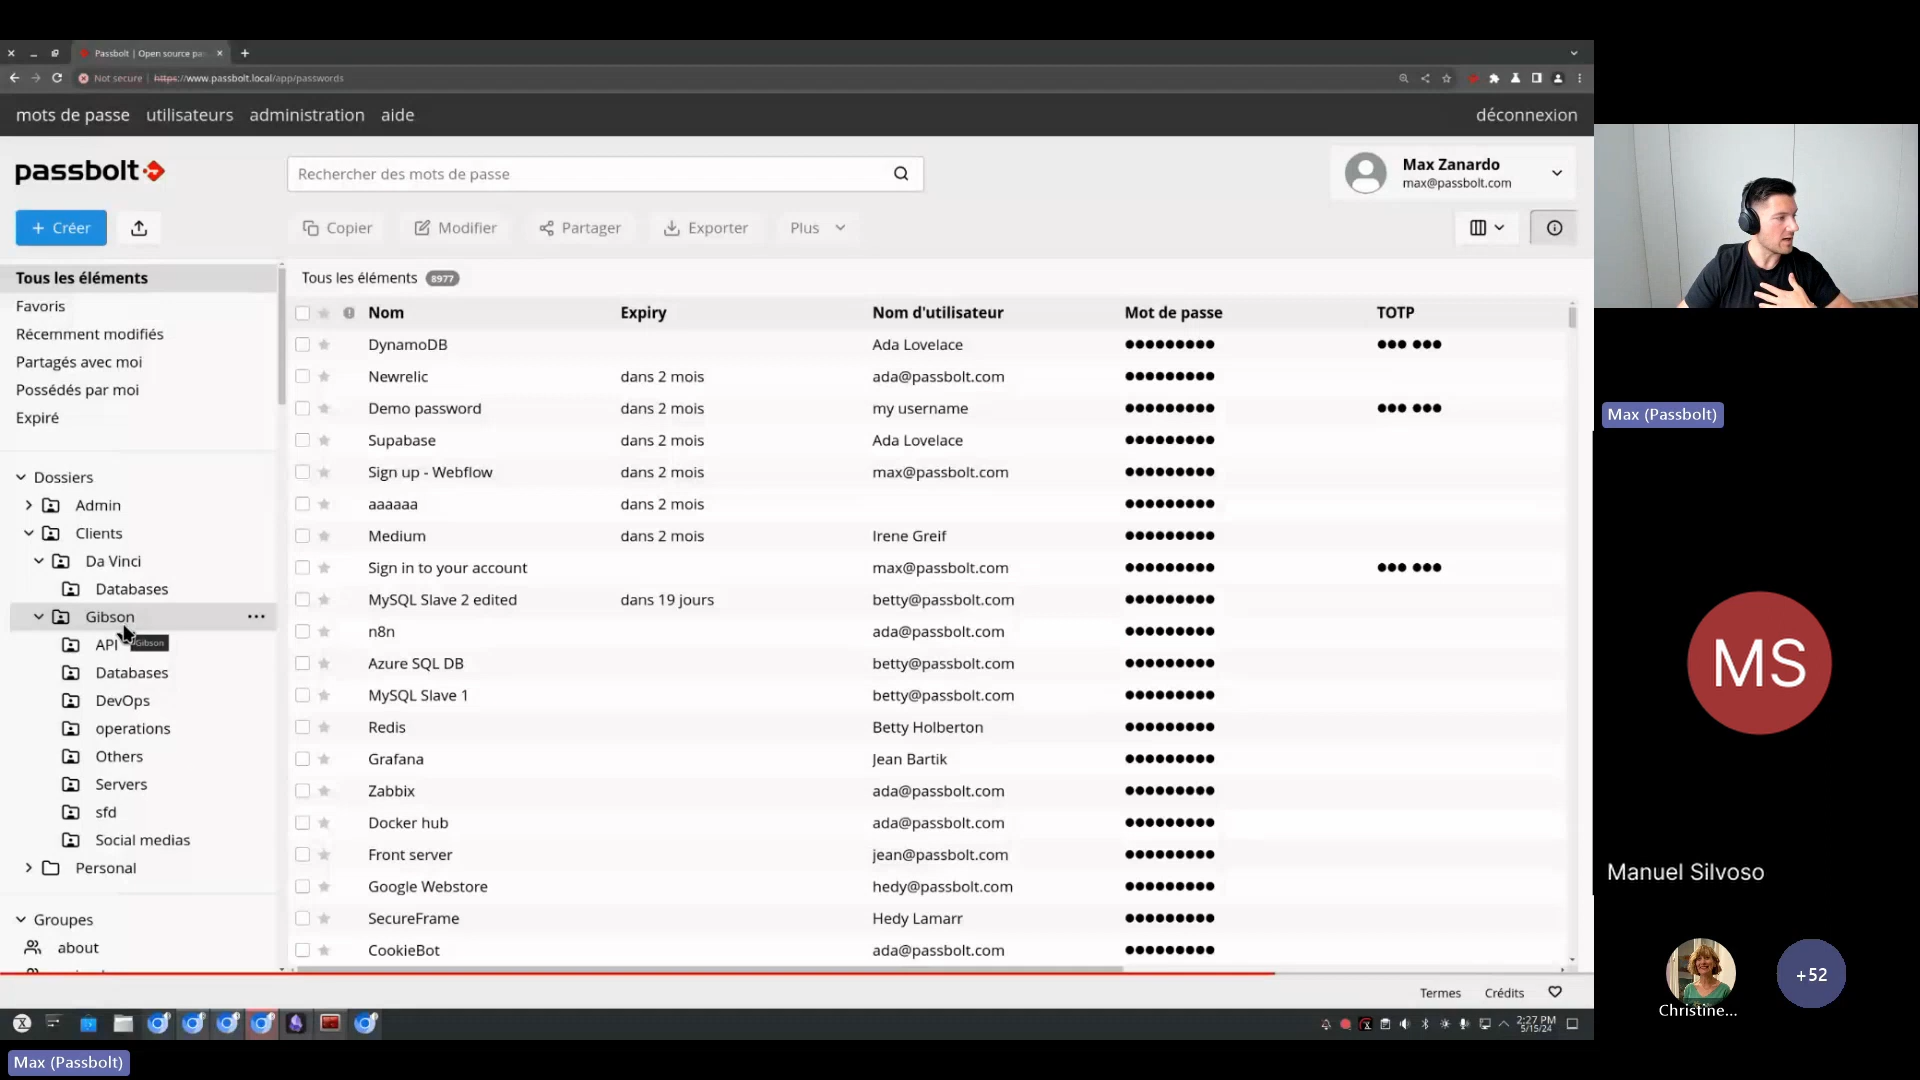 Passbolt | Open source pas
Not secure https://www.passbolt.local/app/passwords
mots de passe utilisateurs administration aide déconnexion
passbolt
Rechercher des mots de passe
Max Zanardo
max@passbolt.com
+ Créer
Copier Modifier Partager Exporter Plus
Tous les éléments
Favoris
Récemment modifiés
Partagés avec moi
Possédés par moi
Expiré
Dossiers
Admin
Clients
Da Vinci
Databases
Gibson
API
Gibson
Databases
DevOps
operations
Others
Servers
sfd
Social medias
Personal
Groupes
about
Tous les éléments 8977
Nom Expiry Nom d'utilisateur Mot de passe TOTP
DynamoDB Ada Lovelace ●●●●●●●●● ●●● ●●●
Newrelic dans 2 mois ada@passbolt.com ●●●●●●●●●
Demo password dans 2 mois my username ●●●●●●●●● ●●● ●●●
Supabase dans 2 mois Ada Lovelace ●●●●●●●●●
Sign up - Webflow dans 2 mois max@passbolt.com ●●●●●●●●●
aaaaaa dans 2 mois ●●●●●●●●●
Medium dans 2 mois Irene Greif ●●●●●●●●●
Sign in to your account max@passbolt.com ●●●●●●●●● ●●● ●●●
MySQL Slave 2 edited dans 19 jours betty@passbolt.com ●●●●●●●●●
n8n ada@passbolt.com ●●●●●●●●●
Azure SQL DB betty@passbolt.com ●●●●●●●●●
MySQL Slave 1 betty@passbolt.com ●●●●●●●●●
Redis Betty Holberton ●●●●●●●●●
Grafana Jean Bartik ●●●●●●●●●
Zabbix ada@passbolt.com ●●●●●●●●●
Docker hub ada@passbolt.com ●●●●●●●●●
Front server jean@passbolt.com ●●●●●●●●●
Google Webstore hedy@passbolt.com ●●●●●●●●●
SecureFrame Hedy Lamarr ●●●●●●●●●
CookieBot ada@passbolt.com ●●●●●●●●●
Termes Crédits
2:27 PM
5/15/24
Max (Passbolt)
Max (Passbolt)
MS
Manuel Silvoso
Christine...
+52